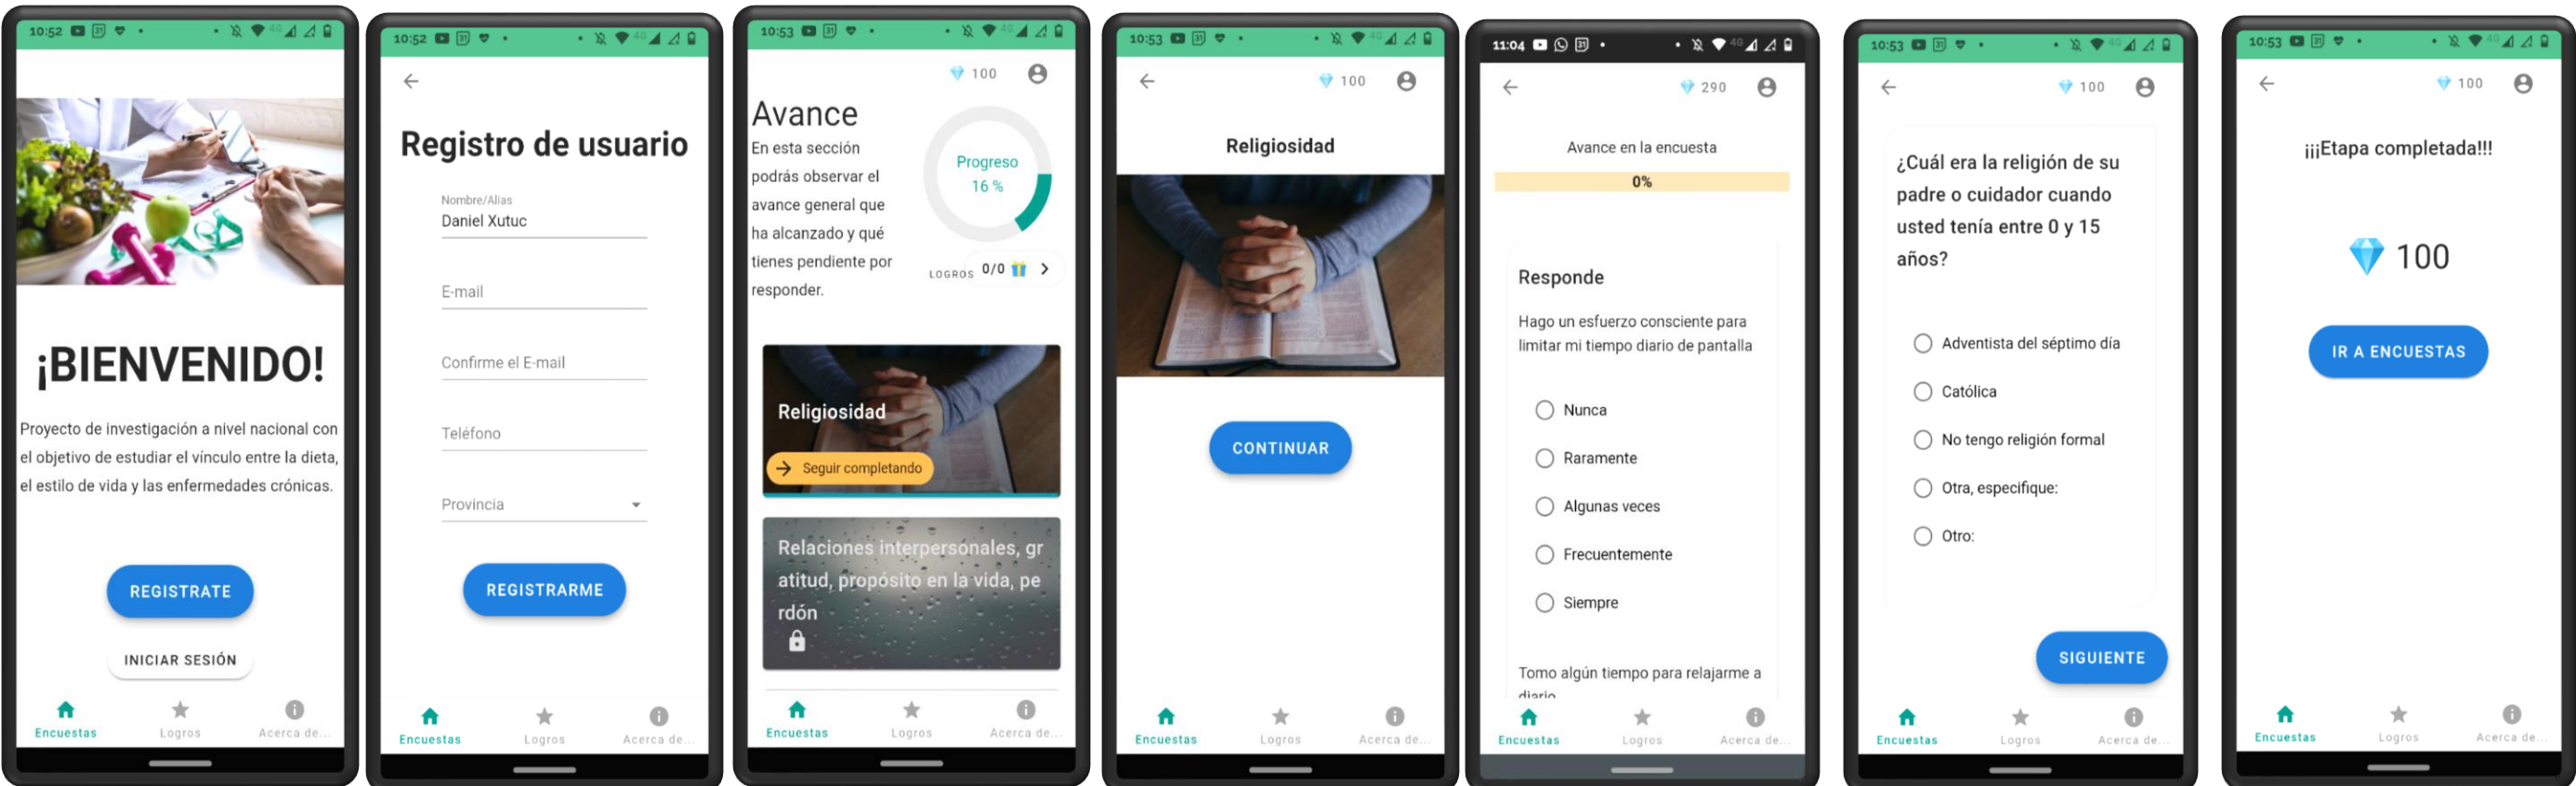 10:52
4G
¡BIENVENIDO!
Proyecto de investigación a nivel nacional con
el objetivo de estudiar el vínculo entre la dieta,
el estilo de vida y las enfermedades crónicas.
REGISTRATE
INICIAR SESIÓN
Encuestas
Logros
Acerca de...
10:52
4G
Registro de usuario
Nombre/Alias
Daniel Xutuc
E-mail
Confirme el E-mail
Teléfono
Provincia
REGISTRARME
Encuestas
Logros
Acerca de...
10:53
4G
100
Avance
En esta sección
podrás observar el
avance general que
ha alcanzado y qué
tienes pendiente por
responder.
Progreso
16 %
LOGROS 0/0
Religiosidad
Seguir completando
Relaciones interpersonales, gr
atitud, propósito en la vida, pe
rdón
Encuestas
Logros
Acerca de...
10:53
4G
100
Religiosidad
CONTINUAR
Encuestas
Logros
Acerca de...
11:04
4G
290
Avance en la encuesta
0%
Responde
Hago un esfuerzo consciente para
limitar mi tiempo diario de pantalla
Nunca
Raramente
Algunas veces
Frecuentemente
Siempre
Tomo algún tiempo para relajarme a
diario
Encuestas
Logros
Acerca de...
10:53
4G
100
¿Cuál era la religión de su
padre o cuidador cuando
usted tenía entre 0 y 15
años?
Adventista del séptimo día
Católica
No tengo religión formal
Otra, especifique:
Otro:
SIGUIENTE
Encuestas
Logros
Acerca de...
10:53
4G
100
¡¡¡Etapa completada!!!
100
IR A ENCUESTAS
Encuestas
Logros
Acerca de...